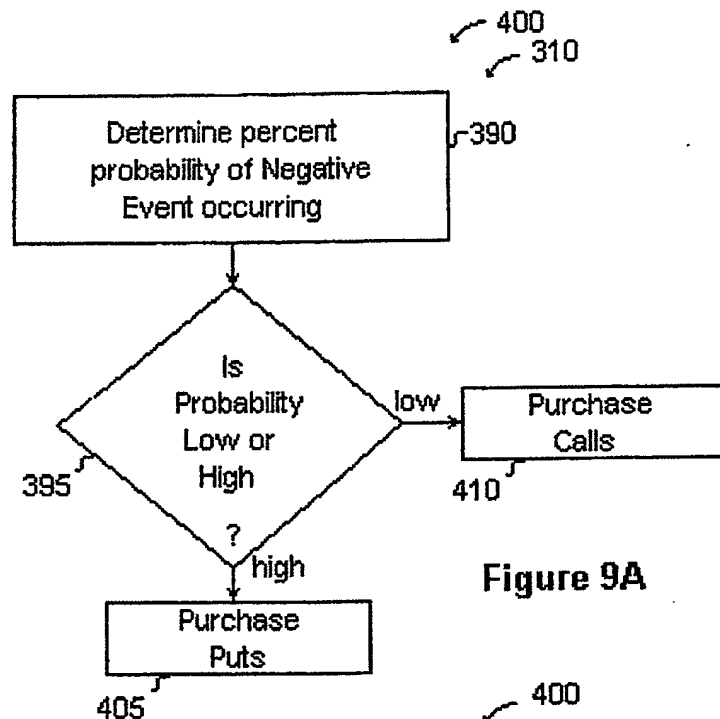 400
310
Determine percent
probability of Negative
Event occurring
390
Is
Probability
Low or
High
?
low
Purchase
Calls
395
410
high
Figure 9A
Purchase
Puts
405
400